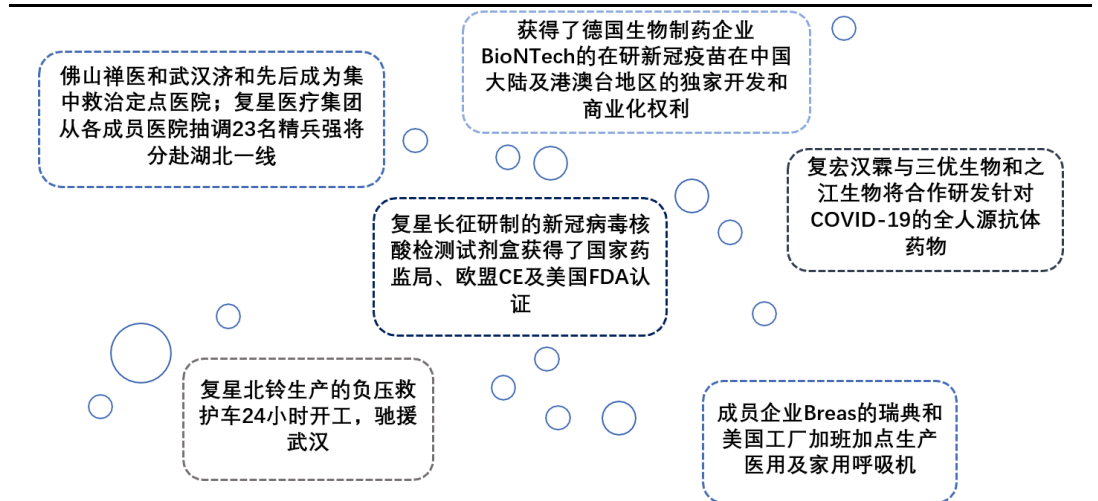 获得了德国生物制药企业
BioNTech的在研新冠疫苗在中国
大陆及港澳台地区的独家开发和
商业化权利
佛山禅医和武汉济和先后成为集
中救治定点医院；复星医疗集团
从各成员医院抽调23名精兵强将
分赴湖北一线
复宏汉霖与三优生物和之
江生物将合作研发针对
COVID-19的全人源抗体
药物
复星长征研制的新冠病毒核
酸检测试剂盒获得了国家药
监局、欧盟CE及美国FDA认
证
复星北铃生产的负压救
护车24小时开工，驰援
武汉
成员企业Breas的瑞典和
美国工厂加班加点生产
医用及家用呼吸机